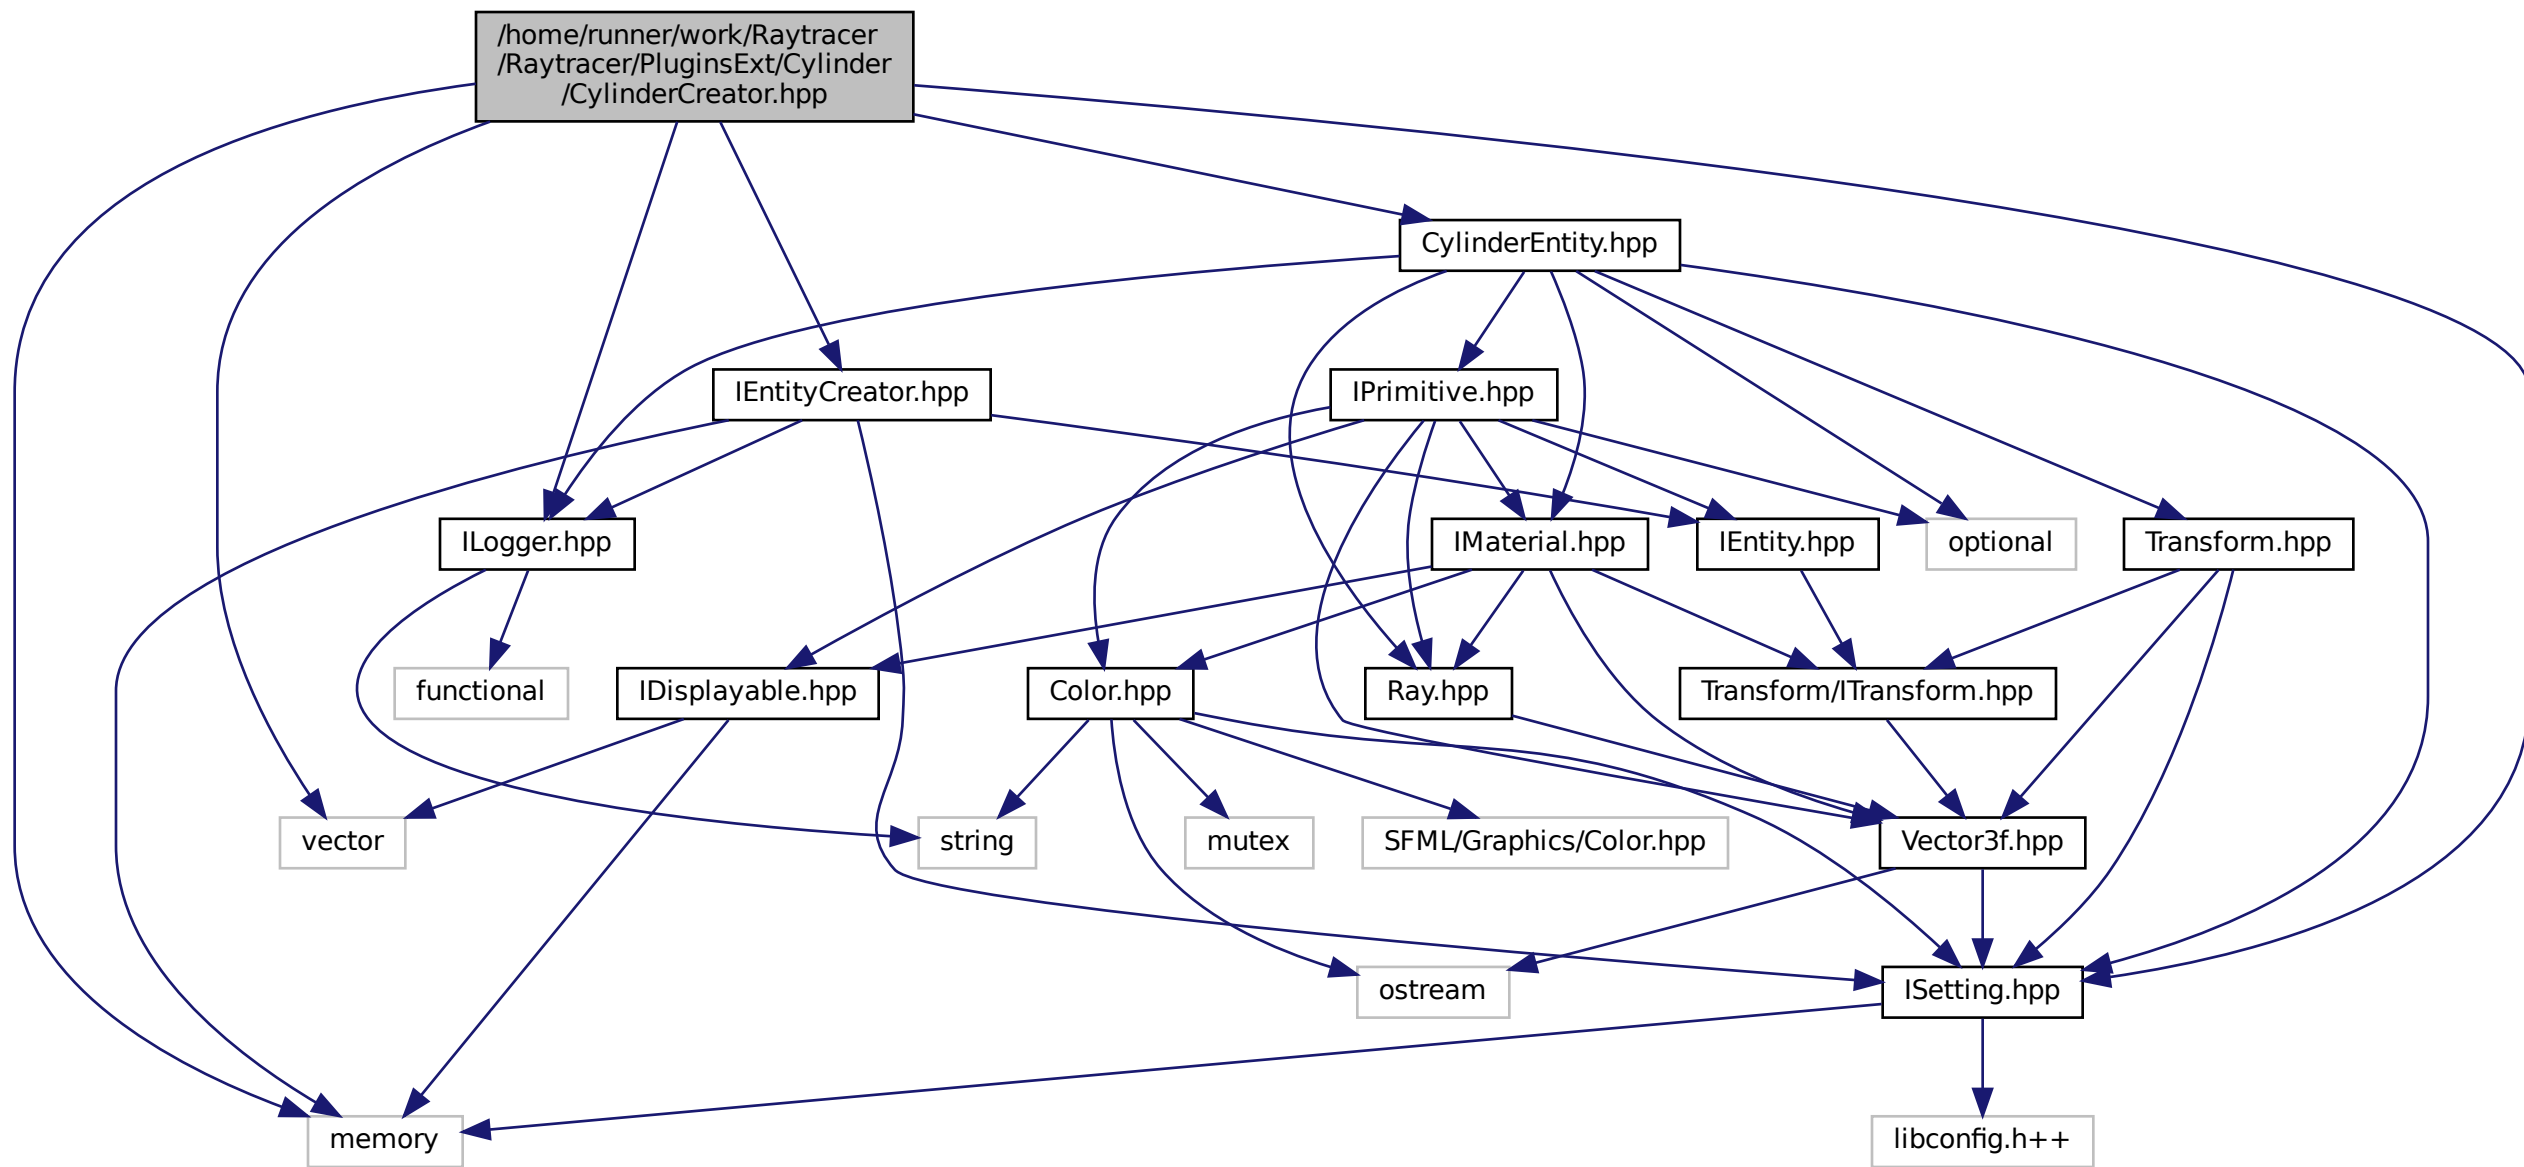 /home/runner/work/Raytracer
/Raytracer/PluginsExt/Cylinder
/CylinderCreator.hpp
CylinderEntity.hpp
IEntityCreator.hpp
IPrimitive.hpp
ILogger.hpp
IMaterial.hpp
IEntity.hpp
optional
Transform.hpp
functional
IDisplayable.hpp
Color.hpp
Ray.hpp
Transform/ITransform.hpp
vector
string
mutex
SFML/Graphics/Color.hpp
Vector3f.hpp
ostream
ISetting.hpp
memory
libconfig.h++